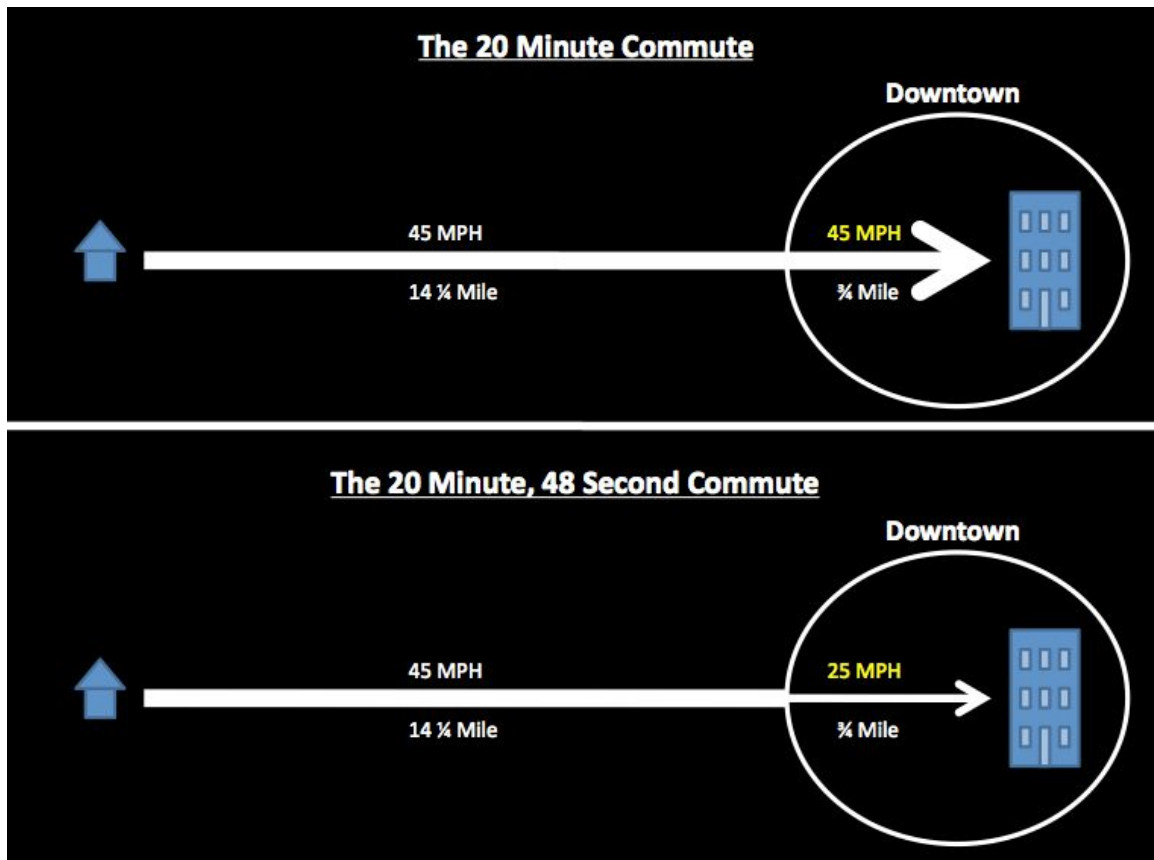 The 20 Minute Commute
Downtown
45 MPH
45 MPH
14 ¼ Mile
¾ Mile
The 20 Minute, 48 Second Commute
Downtown
45 MPH
25 MPH
14 ¼ Mile
¾ Mile